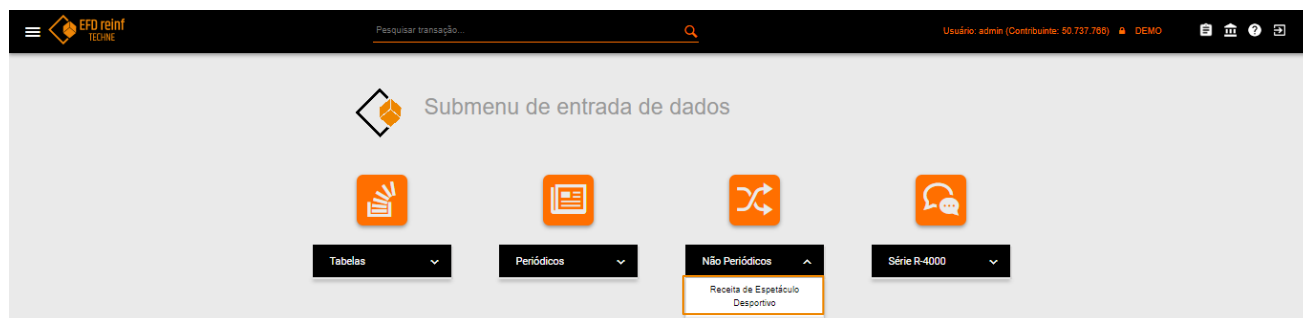 EFD reinf
TECHNE
Pesquisar transação...
Usuário: admin (Contribuinte: 50.737.766) DEMO
Submenu de entrada de dados
Tabelas
Periódicos
Não Periódicos
Série R-4000
Receita de Espetáculo
Desportivo